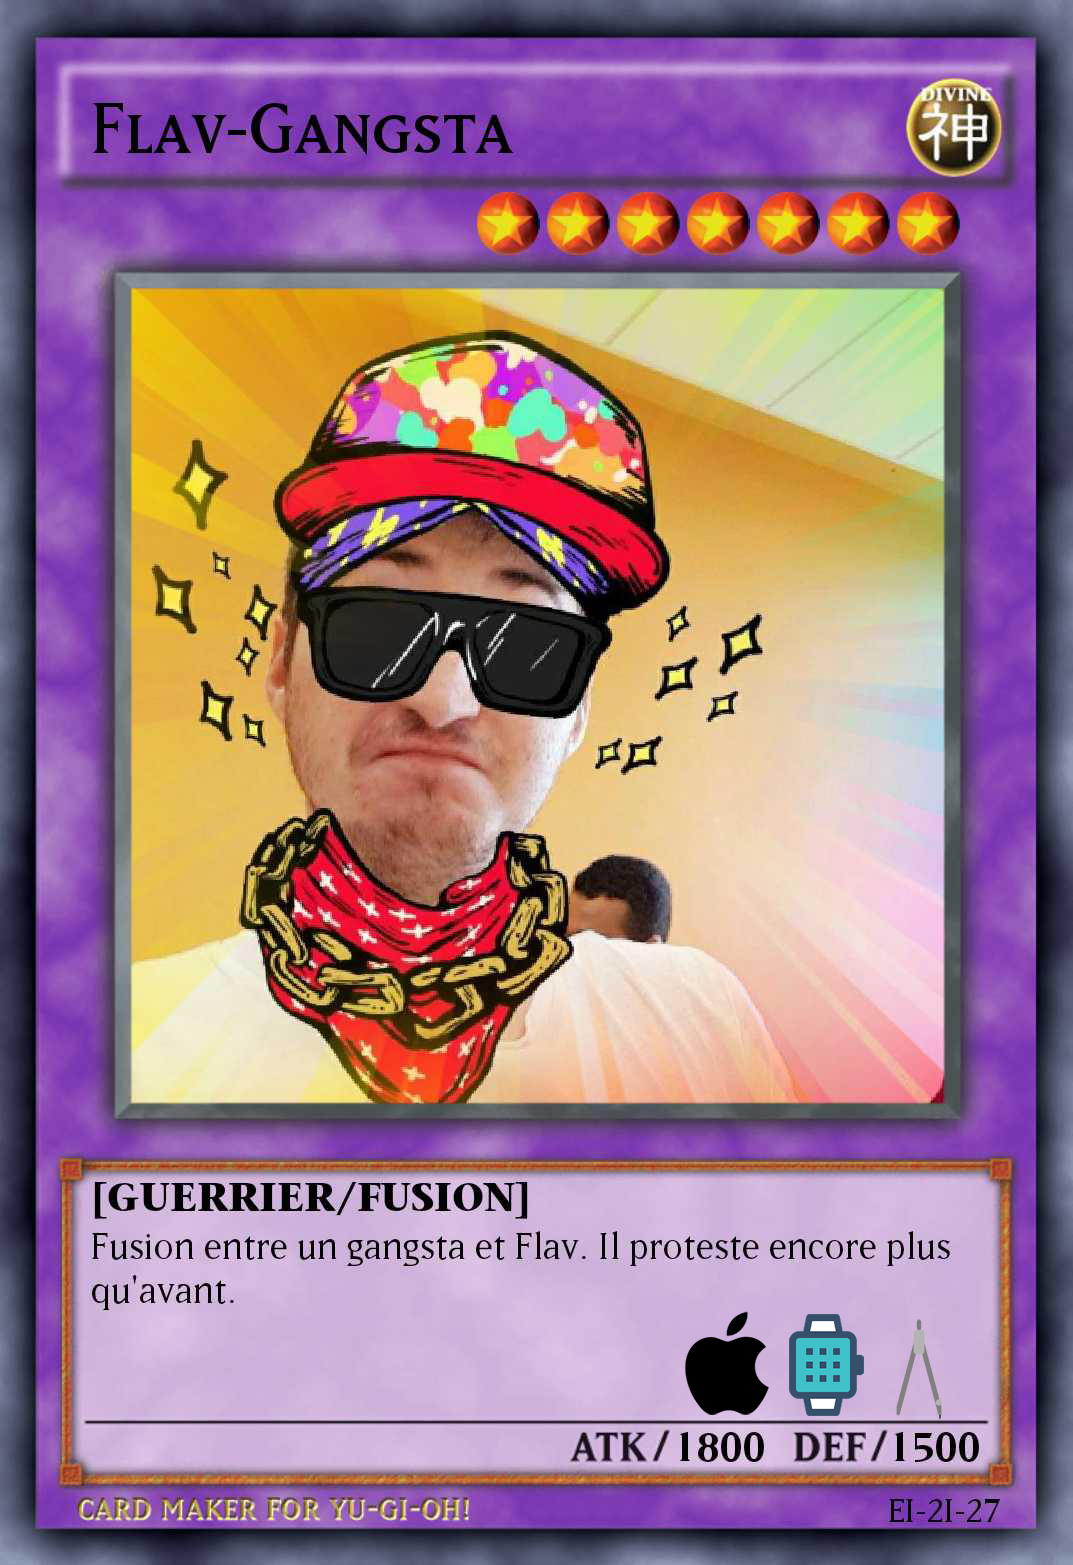 Flav-Gangsta
DIVINE
神
[GUERRIER/FUSION]
Fusion entre un gangsta et Flav. Il proteste encore plus
qu'avant.
ATK/1800 DEF/1500
CARD MAKER FOR YU-GI-OH!
EI-2I-27